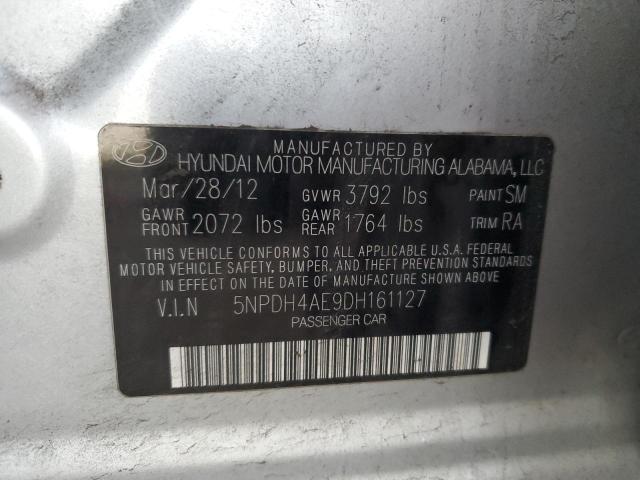 MANUFACTURED BY
HYUNDAI MOTOR MANUFACTURING ALABAMA, LLC
Mar/28/12 GVWR 3792 lbs PAINT SM
GAWR FRONT 2072 lbs GAWR REAR 1764 lbs TRIM RA
THIS VEHICLE CONFORMS TO ALL APPLICABLE U.S.A. FEDERAL
MOTOR VEHICLE SAFETY, BUMPER, AND THEFT PREVENTION STANDARDS
IN EFFECT ON THE DATE OF MANUFACTURE SHOWN ABOVE.
V.I.N 5NPDH4AE9DH161127
PASSENGER CAR